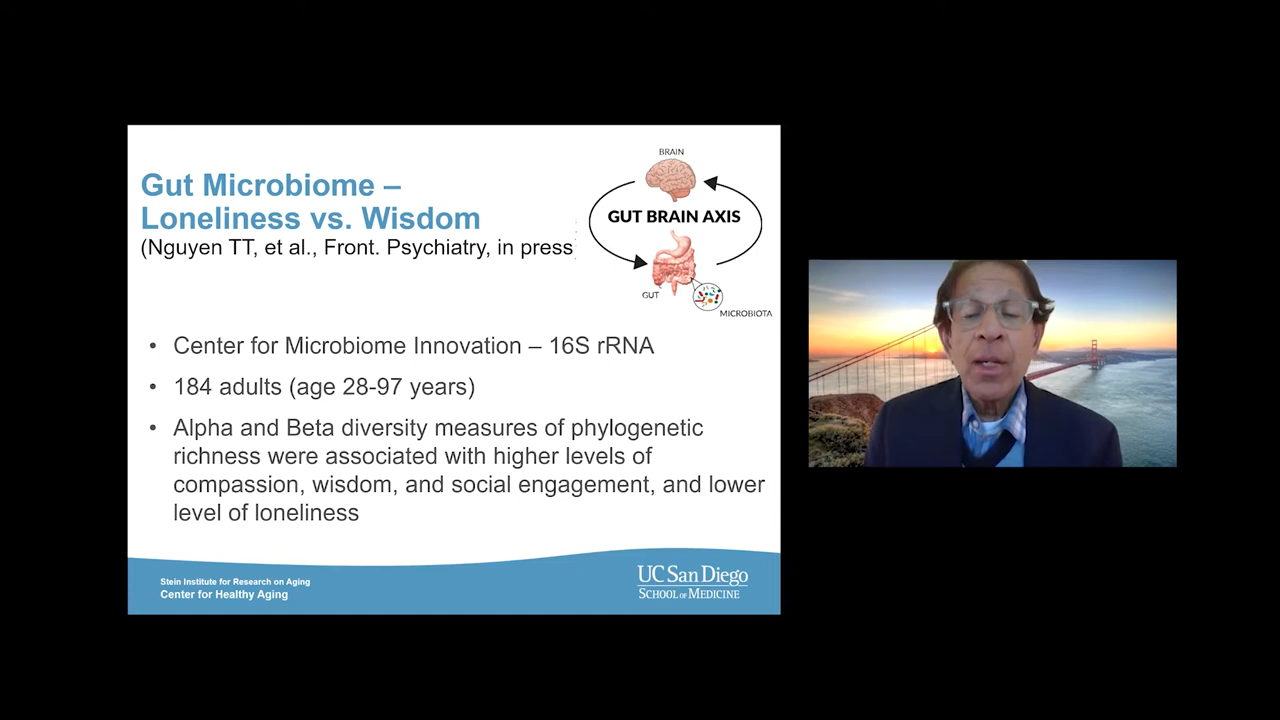 Gut Microbiome –
Loneliness vs. Wisdom
(Nguyen TT, et al., Front. Psychiatry, in press
BRAIN
GUT BRAIN AXIS
GUT
MICROBIOTA
• Center for Microbiome Innovation – 16S rRNA
• 184 adults (age 28-97 years)
• Alpha and Beta diversity measures of phylogenetic
richness were associated with higher levels of
compassion, wisdom, and social engagement, and lower
level of loneliness
Stein Institute for Research on Aging
Center for Healthy Aging
UC San Diego
SCHOOL OF MEDICINE